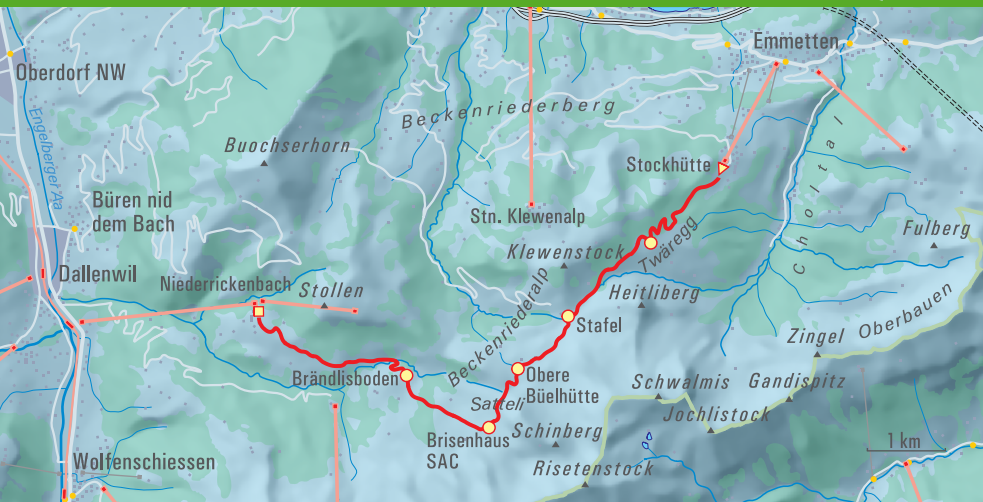 Emmetten
Oberdorf NW
Engelberger Aa
Beckenriederberg
Buochserhorn
Stockhütte
Choltal
Büren nid
dem Bach
Stn. Klewenalp
Twäregg
Fulberg
Klewenstock
Dallenwil
Niederrickenbach
Stollen
Heitliberg
Beckenriederalp
Stafel
Oberbauen
Zingel
Brändlisboden
Obere
Büelhütte
Schwalmis
Gandispitz
Satteli
Jochlistock
Brisenhaus
SAC
Schinberg
1 km
Wolfenschiessen
Risetenstock